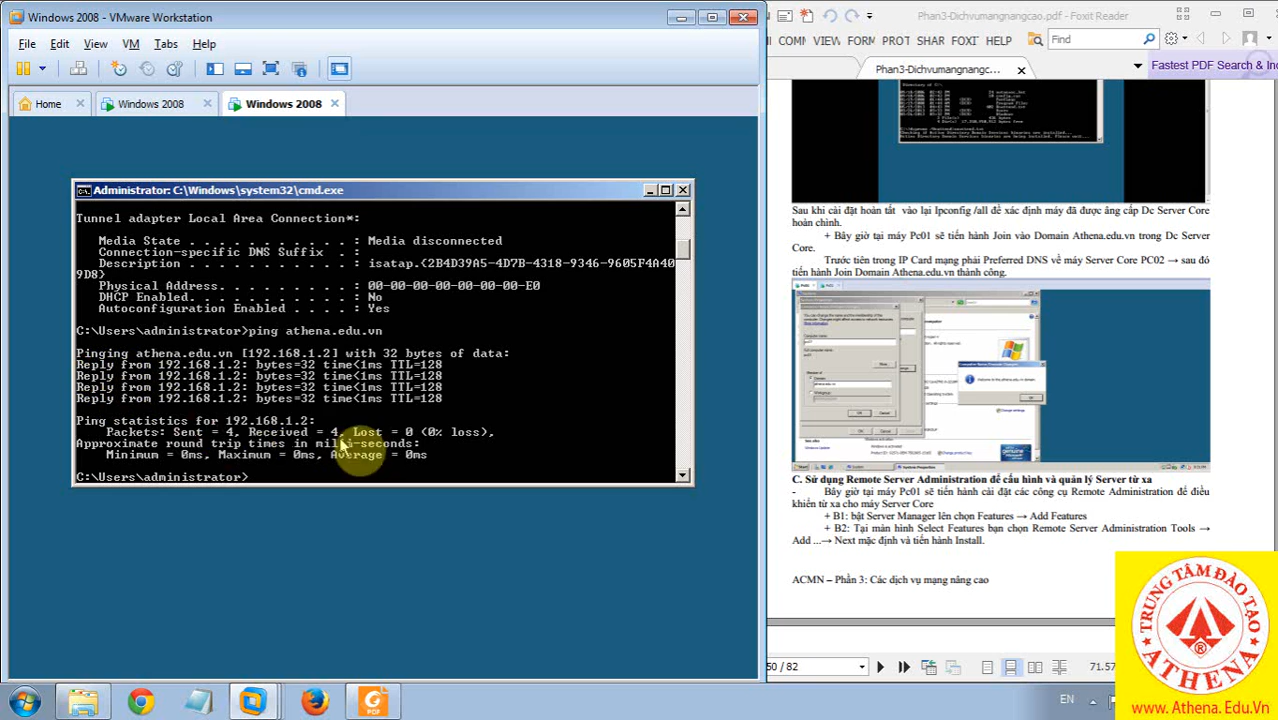 Windows 2008 - VMware Workstation
File Edit View VM Tabs Help
Home
Windows 2008
Administrator: C:\Windows\system32\cmd.exe
Tunnel adapter Local Area Connection*:
Media State . . . . . . . . . . . : Media disconnected
Connection-specific DNS Suffix . . :
Description . . . . . . . . . . . : isatap.{2B4D39A5-4D7B-4318-9346-9605F4A40
9D8}
Physical Address. . . . . . . . . : 00-00-00-00-00-00-00-E0
DHCP Enabled. . . . . . . . . . . : No
Autoconfiguration Enabled . . . . : Yes
C:\Users\administrator>ping athena.edu.vn
Pinging athena.edu.vn [192.168.1.2] with 32 bytes of data:
Reply from 192.168.1.2: bytes=32 time<1ms TTL=128
Reply from 192.168.1.2: bytes=32 time<1ms TTL=128
Reply from 192.168.1.2: bytes=32 time<1ms TTL=128
Reply from 192.168.1.2: bytes=32 time<1ms TTL=128
Ping statistics for 192.168.1.2:
Packets: Sent = 4, Received = 4, Lost = 0 (0% loss),
Approximate round trip times in milli-seconds:
Minimum = 0ms, Maximum = 0ms, Average = 0ms
C:\Users\administrator>
Phan3-Dichvumangnangcao.pdf - Foxit Reader
COMM VIEW FORM PROT SHAR FOXIT HELP
Find
Phan3-Dichvumangnangc...
Fastest PDF Search & In
Sau khi cài đặt hoàn tất vào lại Ipconfig /all để xác định máy đã được âng cấp Dc Server Core
hoàn chỉnh.
+ Bây giờ tại máy Pc01 sẽ tiến hành Join vào Domain Athena.edu.vn trong Dc Server
Core.
Trước tiên trong IP Card mạng phải Preferred DNS về máy Server Core PC02 → sau đó
tiến hành Join Domain Athena.edu.vn thành công.
C. Sử dụng Remote Server Administration để cấu hình và quản lý Server từ xa
- Bây giờ tại máy Pc01 sẽ tiến hành cài đặt các công cụ Remote Administration để điều
khiển từ xa cho máy Server Core
+ B1: bật Server Manager lên chọn Features → Add Features
+ B2: Tại màn hình Select Features bạn chọn Remote Server Administration Tools →
Add ...→ Next mặc định và tiến hành Install.
ACMN – Phần 3: Các dịch vụ mạng nâng cao
50 / 82
71.57
EN
TRUNG TÂM ĐÀO TẠO
ATHENA
www.Athena.Edu.Vn